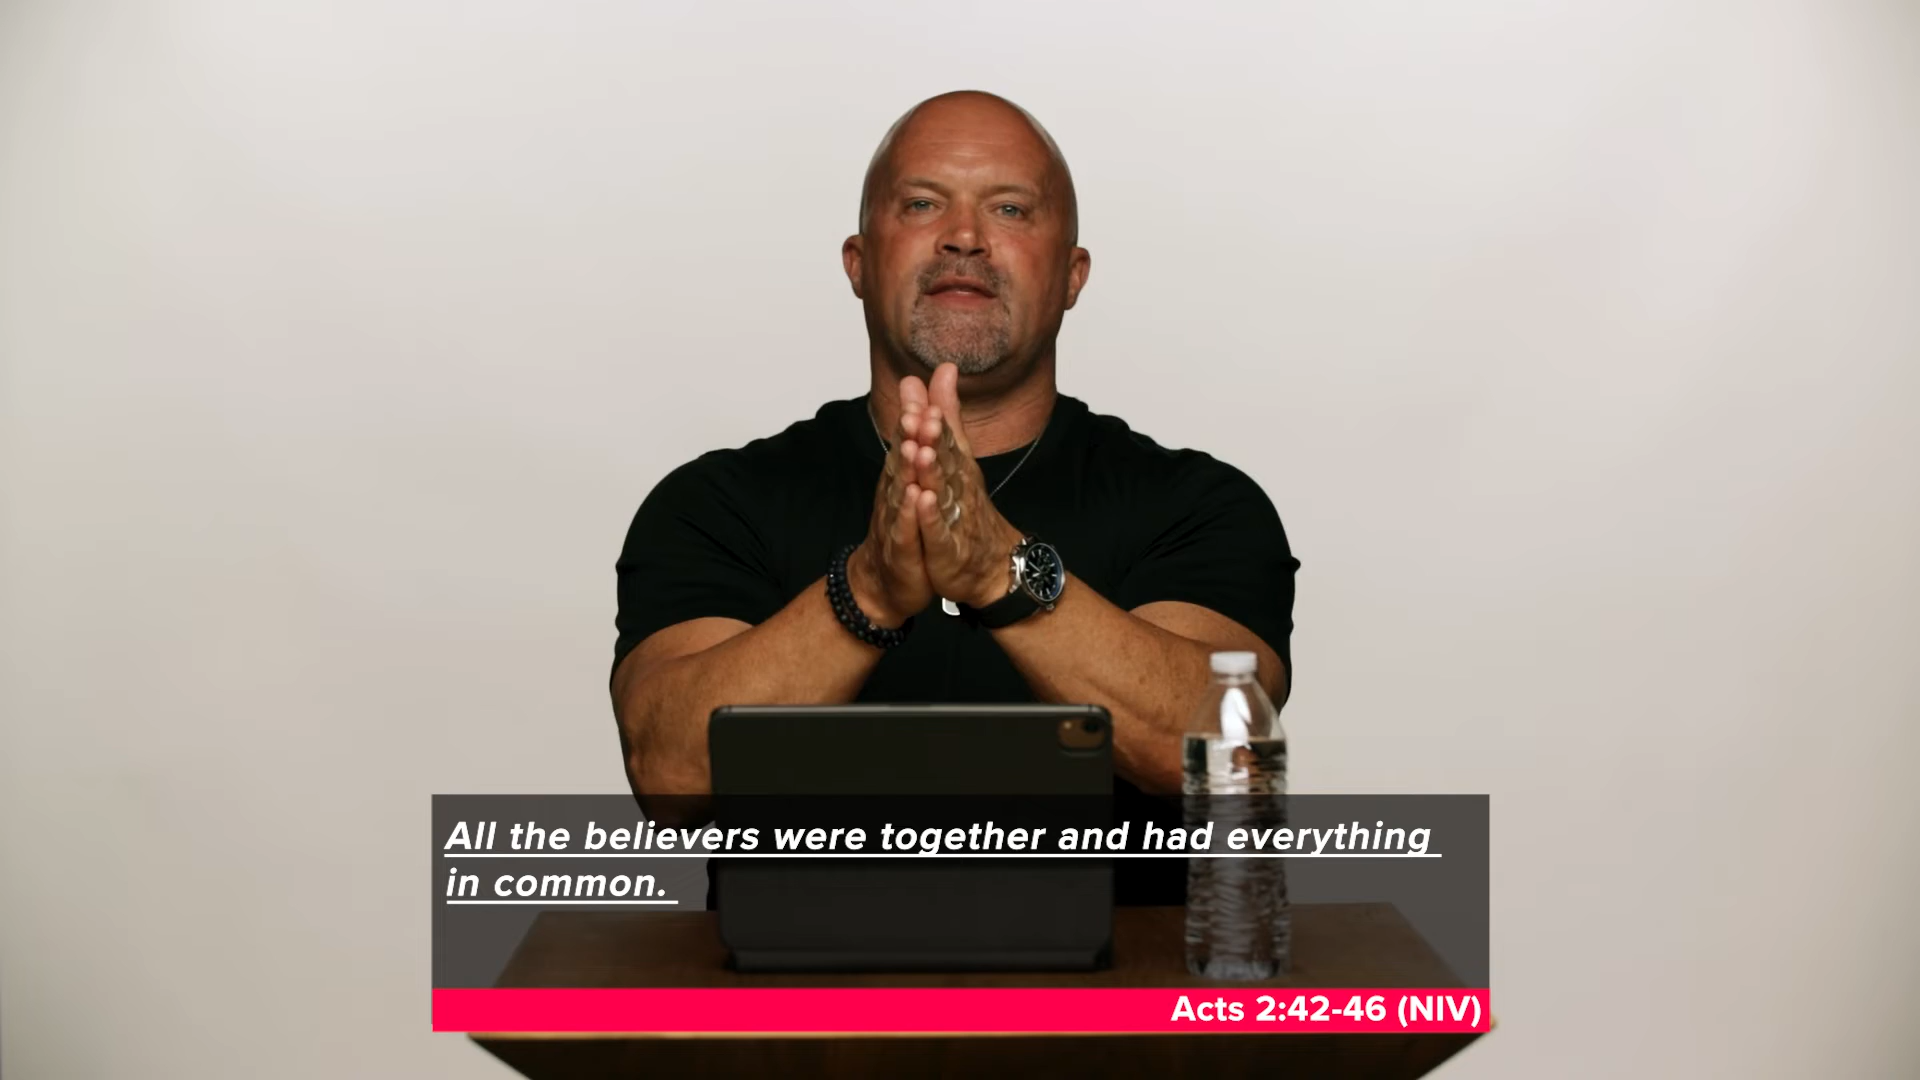 All the believers were together and had everything
in common.
Acts 2:42-46 (NIV)